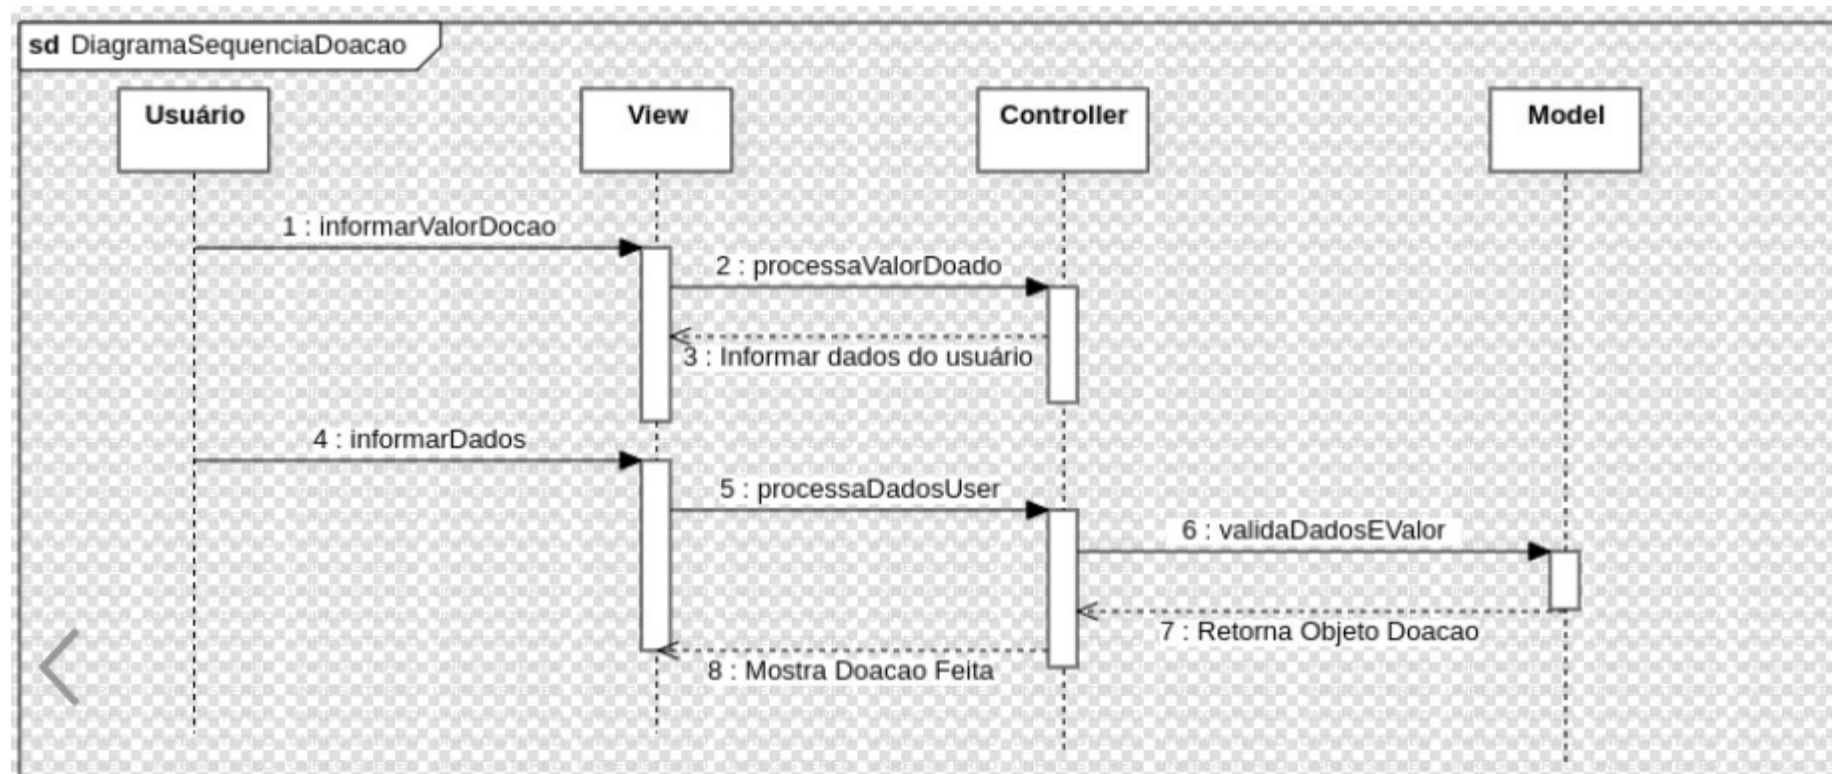 sd DiagramaSequenciaDoacao
Usuário
View
Controller
Model
1 : informarValorDocao
2 : processaValorDoado
3 : Informar dados do usuário
4 : informarDados
5 : processaDadosUser
6 : validaDadosEValor
7 : Retorna Objeto Doacao
8 : Mostra Doacao Feita